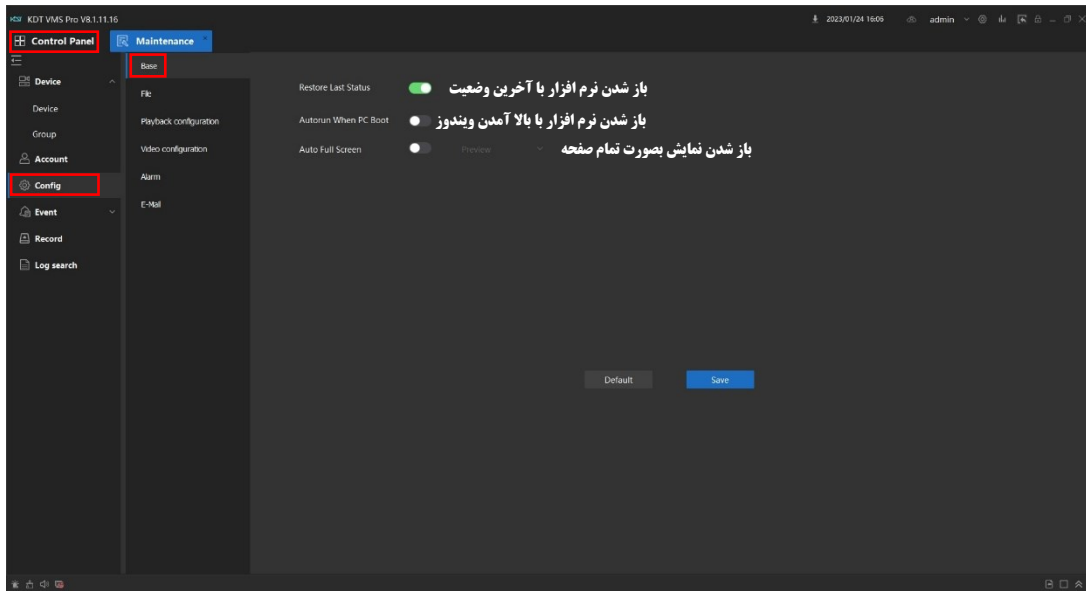 KDT VMS Pro V8.1.11.16
2023/01/24 16:05
admin
Control Panel
Maintenance
Device
Device
Group
Account
Config
Event
Record
Log search
Base
File
Playback configuration
Video configuration
Alarm
E-Mail
Restore Last Status باز شدن نرم افزار با آخرین وضعیت
Autorun When PC Boot باز شدن نرم افزار با بالا آمدن ویندوز
Auto Full Screen Preview باز شدن نمایش بصورت تمام صفحه
Default
Save